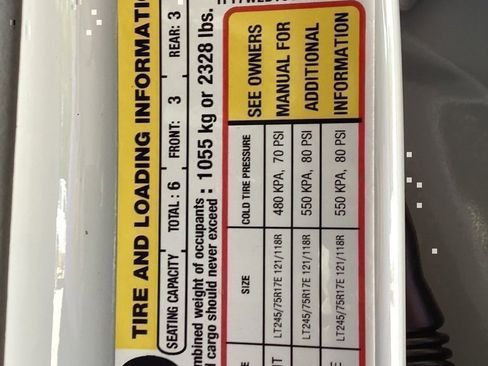 TIRE AND LOADING INFORMATION
SEATING CAPACITY TOTAL : 6 FRONT: 3 REAR: 3
mbined weight of occupants
cargo should never exceed : 1055 kg or 2328 lbs.
SIZE COLD TIRE PRESSURE
LT245/75R17E 121/118R 480 KPA, 70 PSI
LT245/75R17E 121/118R 550 KPA, 80 PSI
LT245/75R17E 121/118R 550 KPA, 80 PSI
SEE OWNERS
MANUAL FOR
ADDITIONAL
INFORMATION